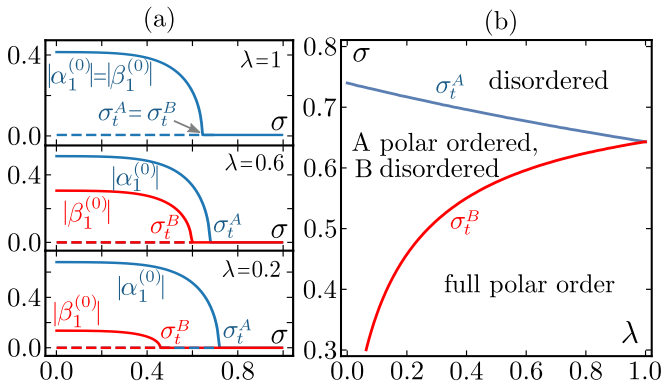 (a)
(b)
0.4
0.0
|α₁⁽⁰⁾|=|β₁⁽⁰⁾|
λ=1
σₜᴬ= σₜᴮ
σ
0.4
0.0
|α₁⁽⁰⁾|
λ=0.6
|β₁⁽⁰⁾|
σₜᴮ
σₜᴬ
σ
0.4
0.0
|α₁⁽⁰⁾|
λ=0.2
|β₁⁽⁰⁾|
σₜᴮ
σₜᴬ
σ
0.0 0.4 0.8
0.8
0.7
0.6
0.5
0.4
0.3
σ
σₜᴬ
disordered
A polar ordered,
B disordered
σₜᴮ
full polar order
λ
0.0 0.2 0.4 0.6 0.8 1.0